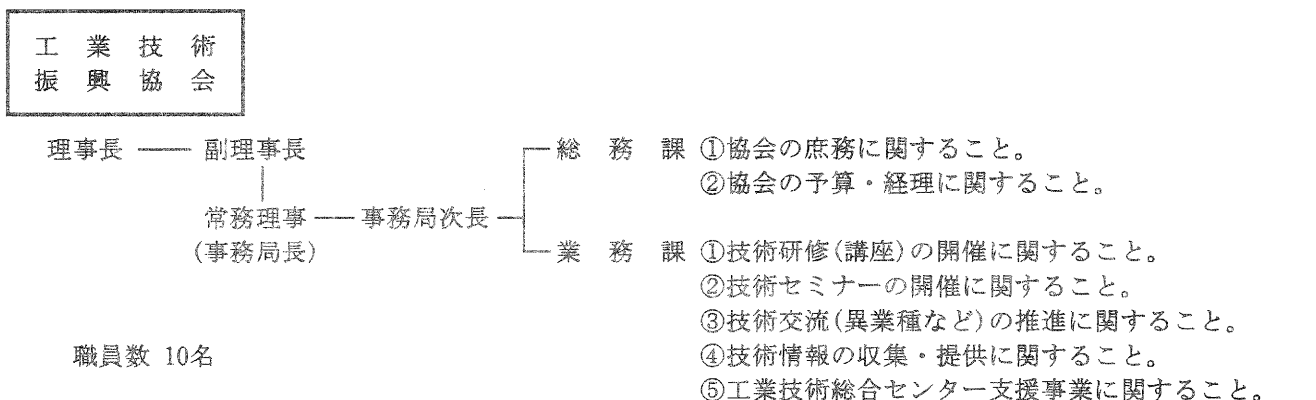 工業技術
振興協会
理事長 副理事長
総務課 ①協会の庶務に関すること。
②協会の予算・経理に関すること。
常務理事 事務局次長
(事務局長)
業務課 ①技術研修(講座)の開催に関すること。
②技術セミナーの開催に関すること。
③技術交流(異業種など)の推進に関すること。
職員数 10名
④技術情報の収集・提供に関すること。
⑤工業技術総合センター支援事業に関すること。